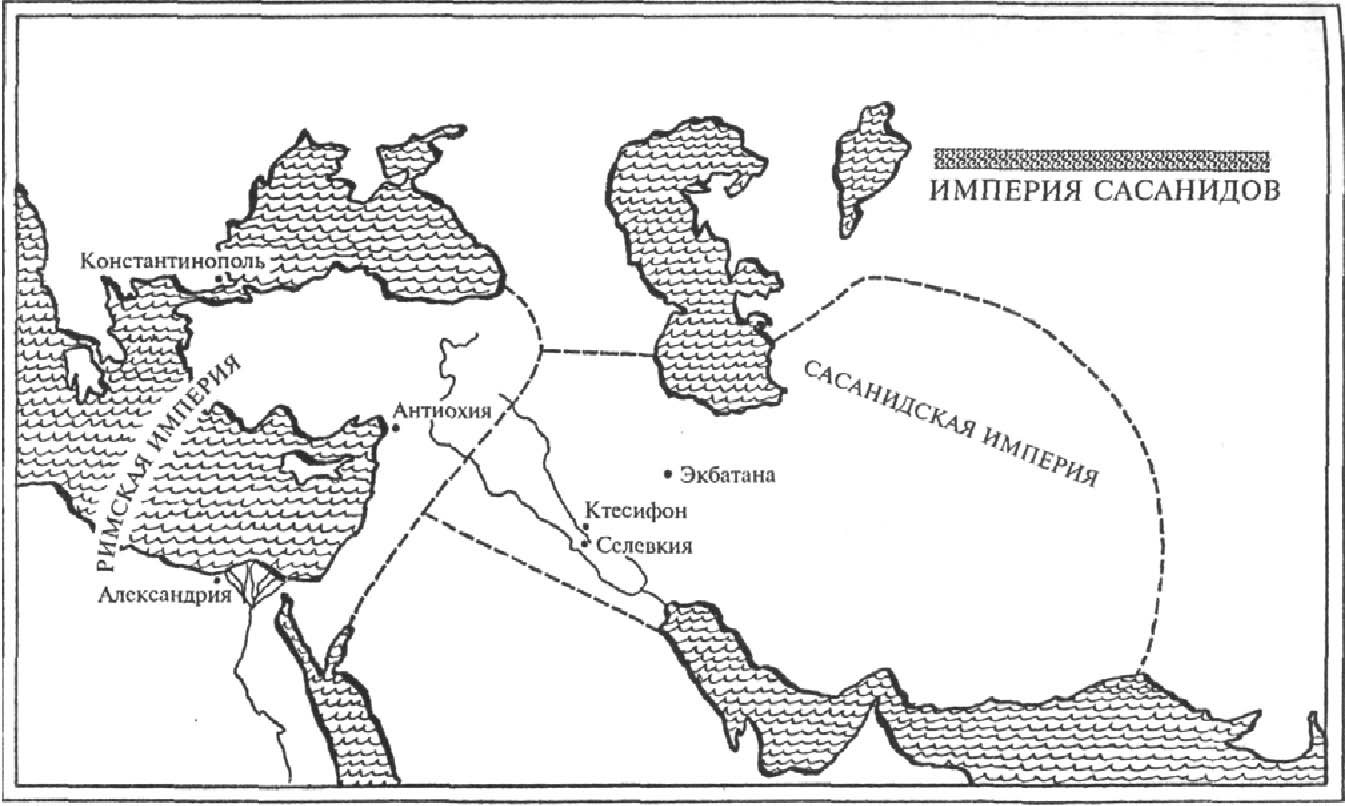 ИМПЕРИЯ САСАНИДОВ
Константинополь
РИМСКАЯ ИМПЕРИЯ
САСАНИДСКАЯ ИМПЕРИЯ
Антиохия
Экбатана
Ктесифон
Селевкия
Александрия